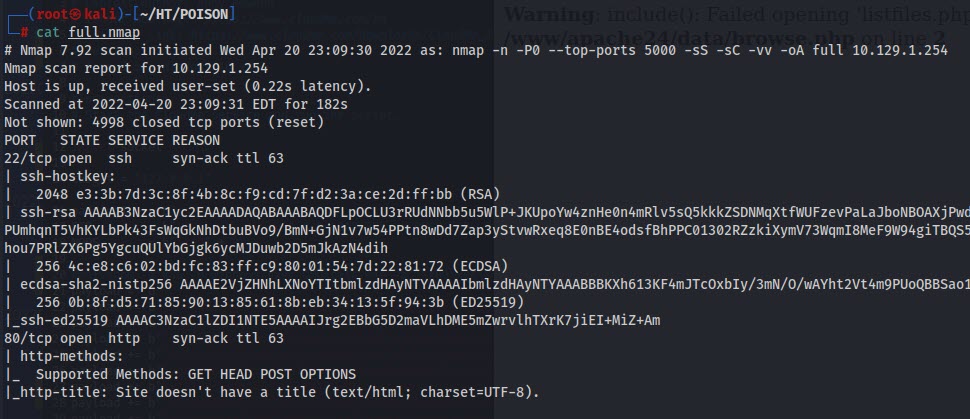 (root㉿kali)-[~/HT/POISON]
# cat full.nmap
Warning: include(): Failed opening 'listfiles.php
/www/apache24/data/browse.php on line 2
# Nmap 7.92 scan initiated Wed Apr 20 23:09:30 2022 as: nmap -n -P0 --top-ports 5000 -sS -sC -vv -oA full 10.129.1.254
Nmap scan report for 10.129.1.254
Host is up, received user-set (0.22s latency).
Scanned at 2022-04-20 23:09:31 EDT for 182s
Not shown: 4998 closed tcp ports (reset)
PORT   STATE SERVICE REASON
22/tcp open  ssh     syn-ack ttl 63
| ssh-hostkey:
|   2048 e3:3b:7d:3c:8f:4b:8c:f9:cd:7f:d2:3a:ce:2d:ff:bb (RSA)
| ssh-rsa AAAAB3NzaC1yc2EAAAADAQABAAABAQDFLpOCLU3rRUdNNbb5u5WlP+JKUpoYw4znHe0n4mRlv5sQ5kkkZSDNMqXtfWUFzevPaLaJboNBOAXjPwd
PUmhqnT5VhKYLbPk43FsWqGkNhDtbuBVo9/BmN+GjN1v7w54PPtn8wDd7Zap3yStvwRxeq8E0nBE4odsfBhPPC01302RZzkiXymV73WqmI8MeF9W94giTBQS5
hou7PRlZX6Pg5YgcuQUlYbGjgk6ycMJDuwb2D5mJkAzN4dih
|   256 4c:e8:c6:02:bd:fc:83:ff:c9:80:01:54:7d:22:81:72 (ECDSA)
| ecdsa-sha2-nistp256 AAAAE2VjZHNhLXNoYTItbmlzdHAyNTYAAAAIbmlzdHAyNTYAAABBBKXh613KF4mJTcOxbIy/3mN/O/wAYht2Vt4m9PUoQBBSao1
|   256 0b:8f:d5:71:85:90:13:85:61:8b:eb:34:13:5f:94:3b (ED25519)
|_ssh-ed25519 AAAAC3NzaC1lZDI1NTE5AAAAIJrg2EBbG5D2maVLhDME5mZwrvlhTXrK7jiEI+MiZ+Am
80/tcp open  http    syn-ack ttl 63
| http-methods:
|_  Supported Methods: GET HEAD POST OPTIONS
|_http-title: Site doesn't have a title (text/html; charset=UTF-8).